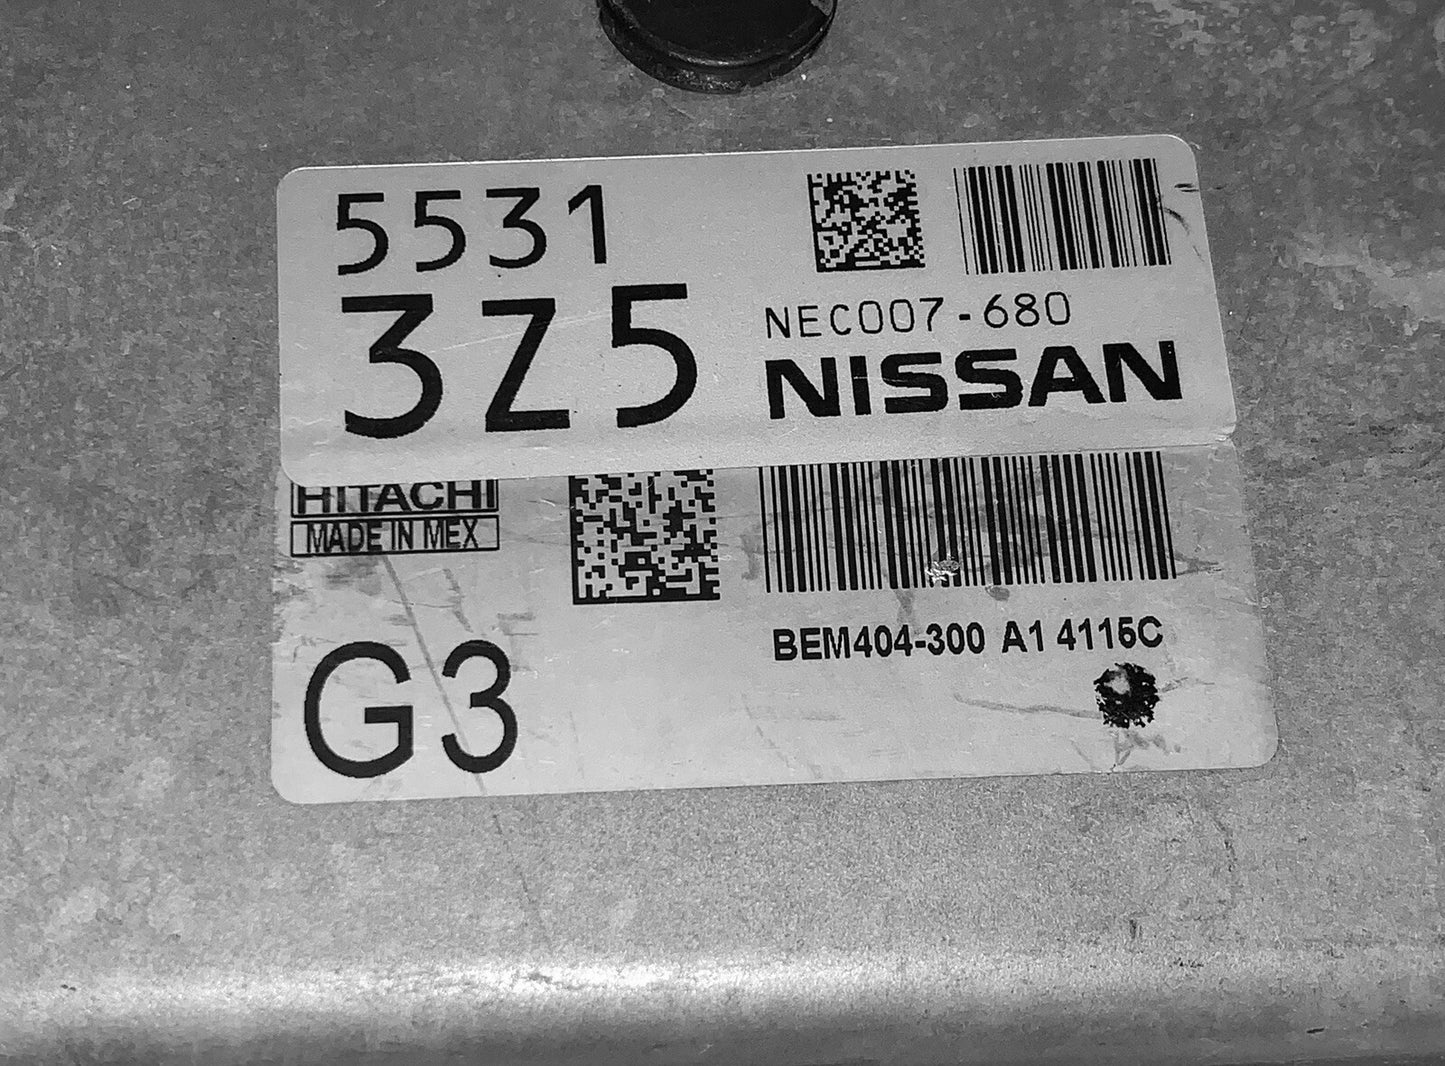 5531
3Z5
NEC007-680
NISSAN
HITACHI
MADE IN MEX
G3
BEM404-300 A1 4115C